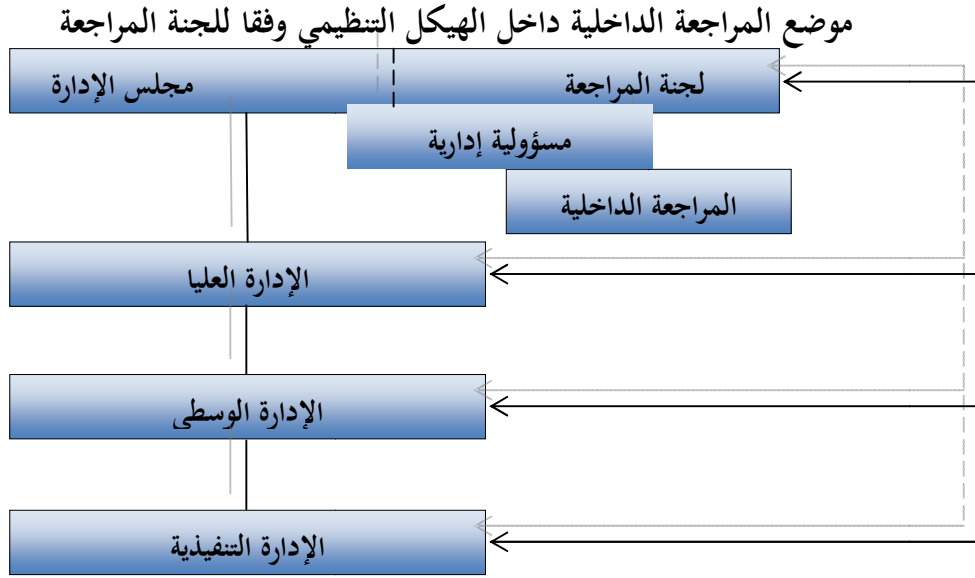 موضع المراجعة الداخلية داخل الهيكل التنظيمي وفقا للجنة المراجعة
لجنة المراجعة
مجلس الإدارة
مسؤولية إدارية
المراجعة الداخلية
الإدارة العليا
الإدارة الوسطى
الإدارة التنفيذية